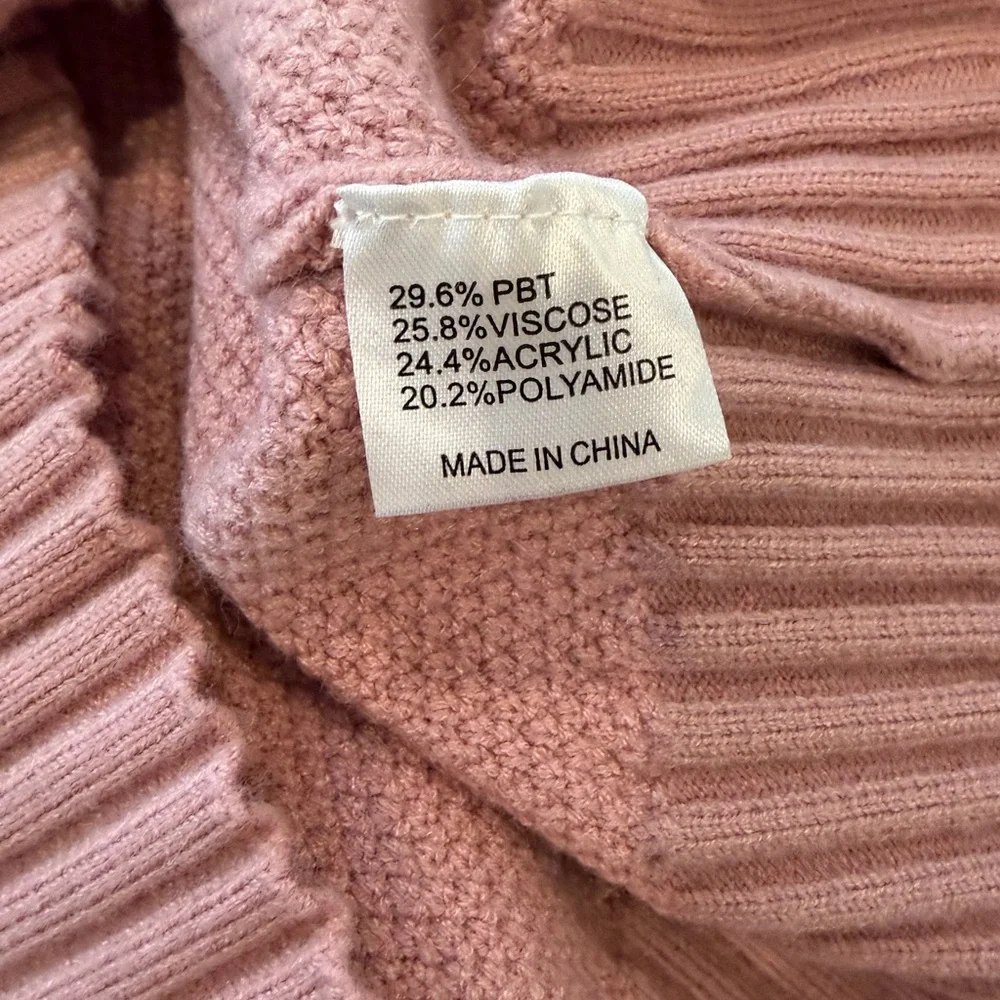 29.6% PBT
25.8%VISCOSE
24.4%ACRYLIC
20.2%POLYAMIDE
MADE IN CHINA